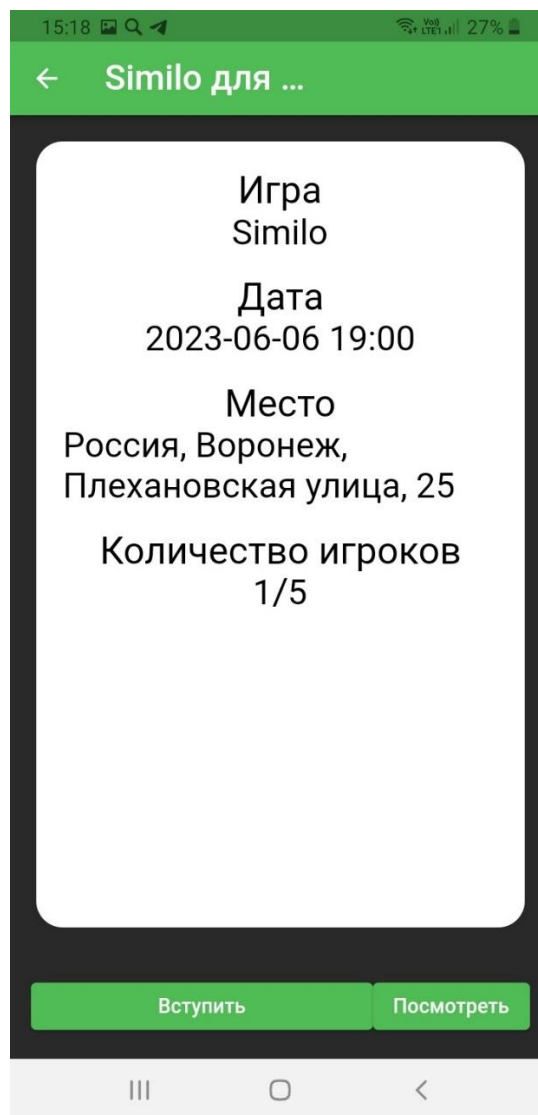 15:18 27%
Similo для ...
Игра
Similo
Дата
2023-06-06 19:00
Место
Россия, Воронеж,
Плехановская улица, 25
Количество игроков
1/5
Вступить Посмотреть